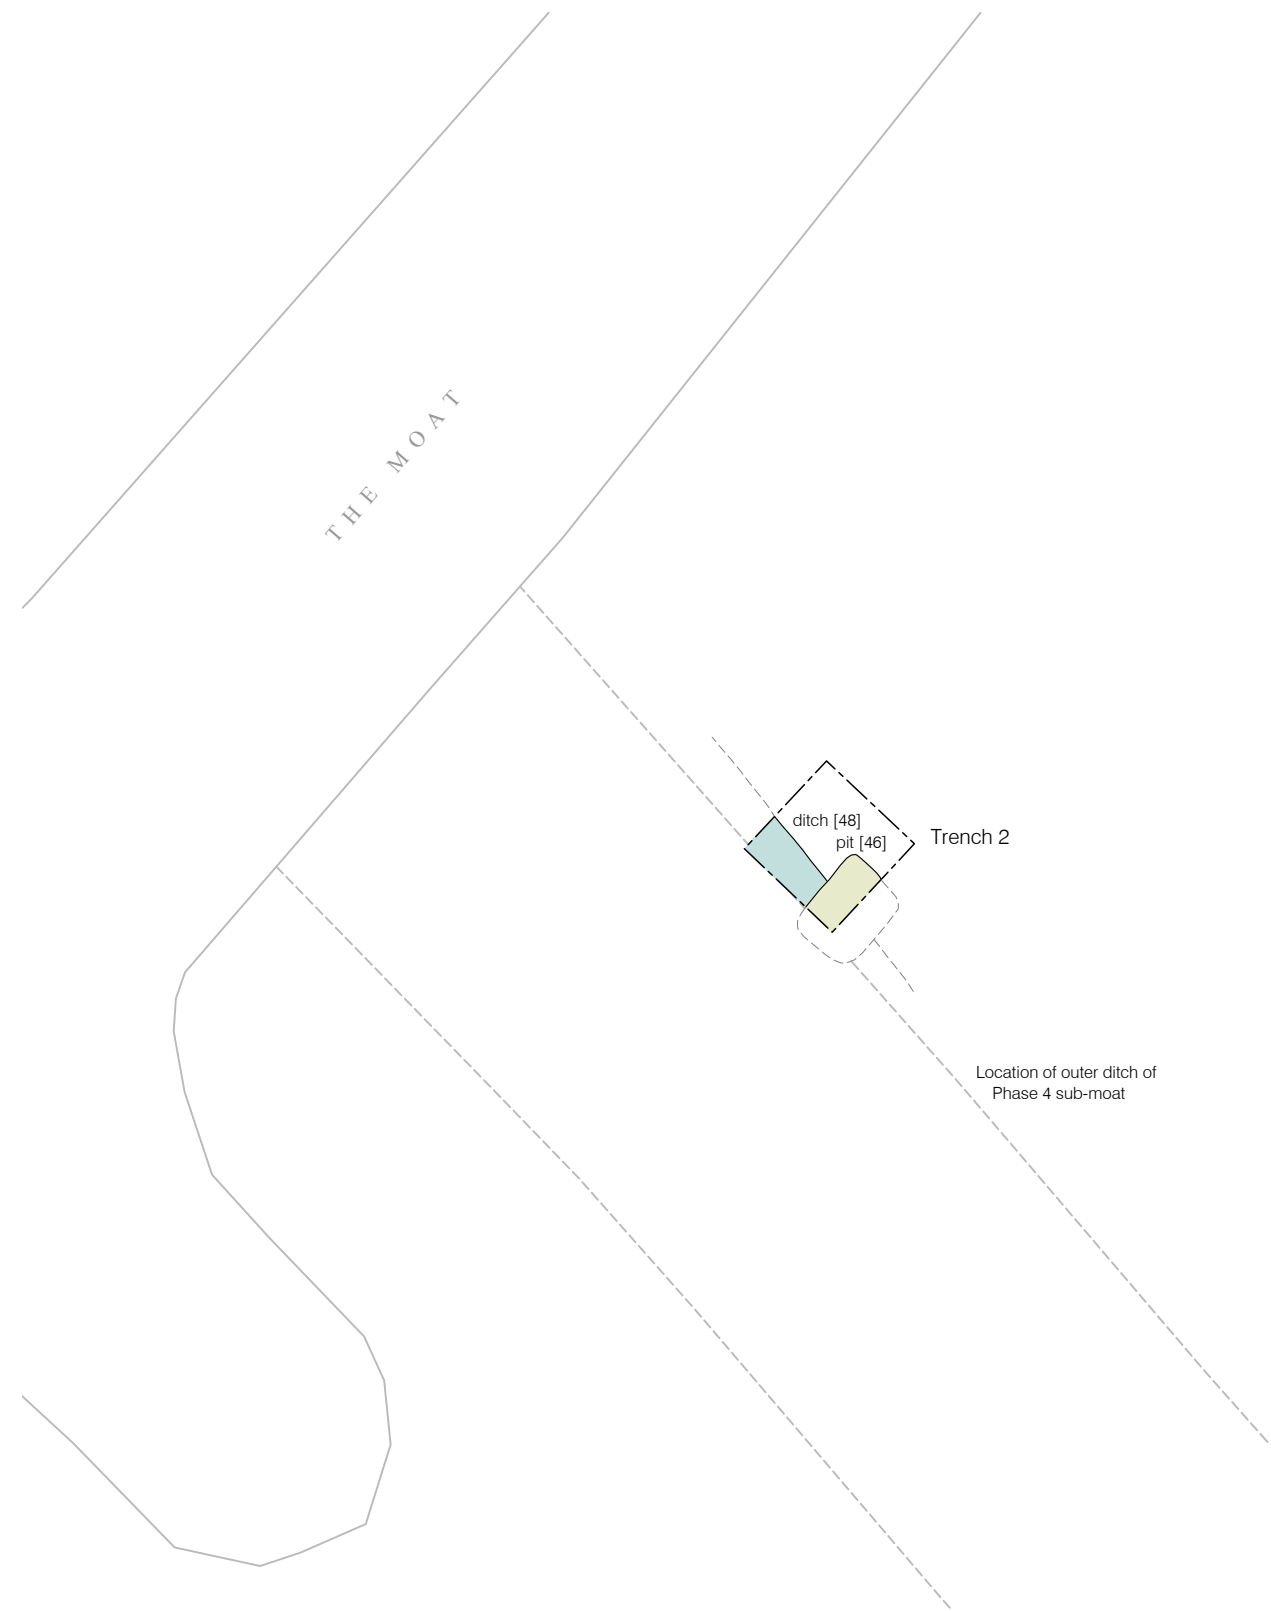 THE MOAT
ditch [48]
pit [46]
Trench 2
Location of outer ditch of
Phase 4 sub-moat